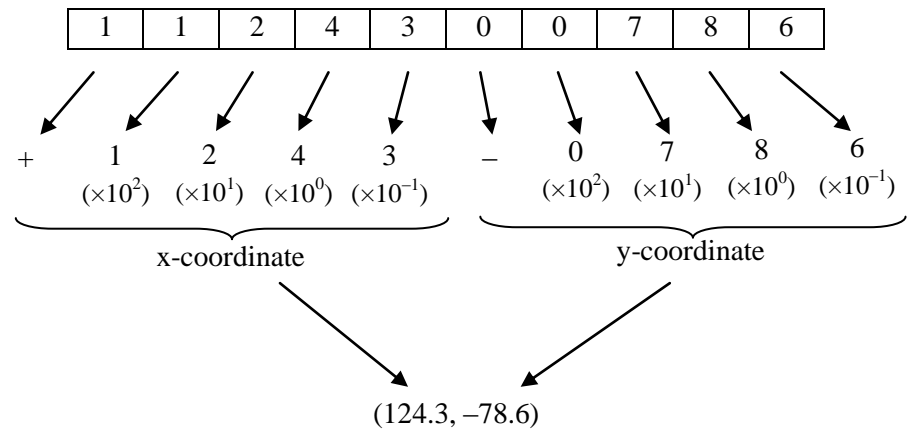 1 1 2 4 3 0 0 7 8 6
+ 1 2 4 3 – 0 7 8 6
(×10²) (×10¹) (×10⁰) (×10⁻¹) (×10²) (×10¹) (×10⁰) (×10⁻¹)
x-coordinate y-coordinate
(124.3, –78.6)